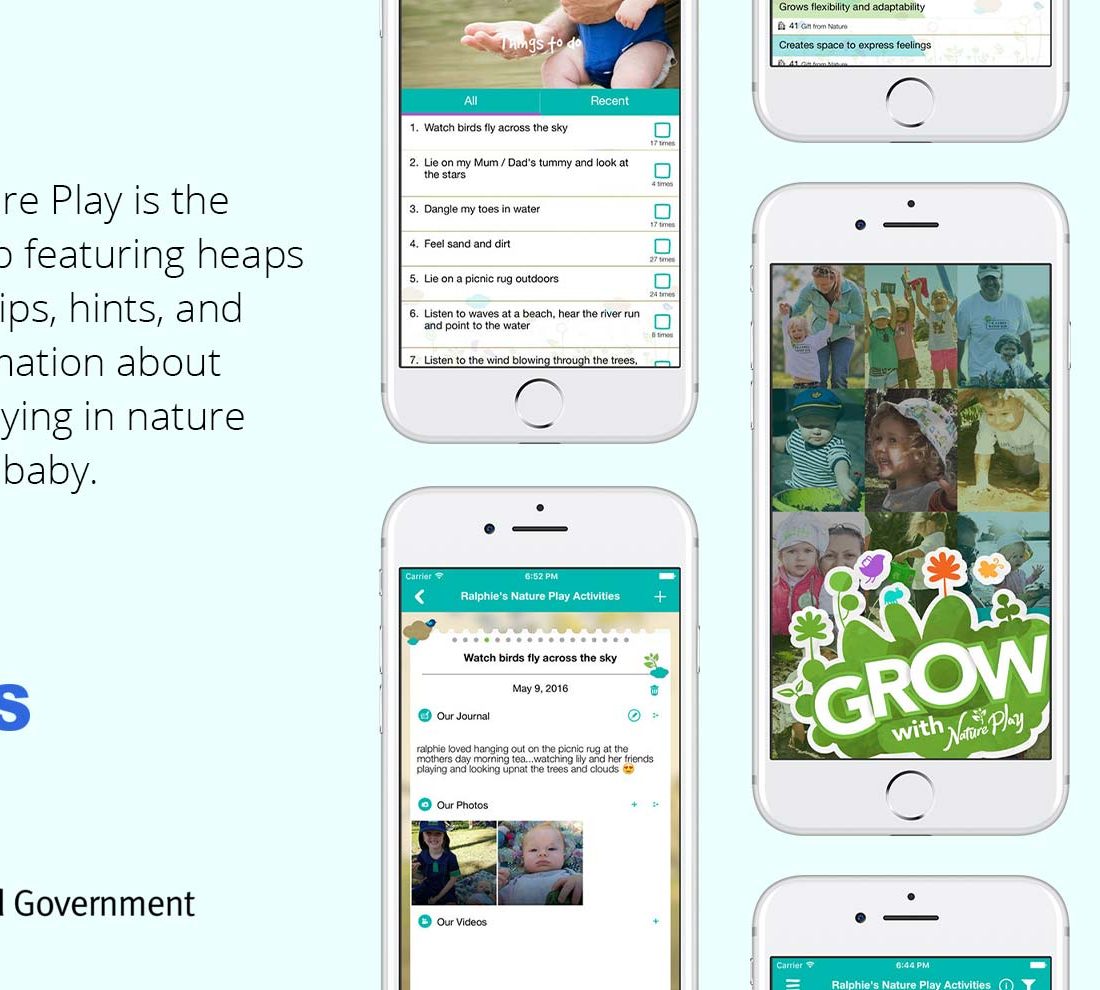 re Play is the
featuring heaps
ips, hints, and
mation about
ying in nature
baby.
s
Government
Things to do
All
Recent
1. Watch birds fly across the sky
17 times
2. Lie on my Mum / Dad's tummy and look at
the stars
4 times
3. Dangle my toes in water
17 times
4. Feel sand and dirt
27 times
5. Lie on a picnic rug outdoors
24 times
6. Listen to waves at a beach, hear the river run
and point to the water
8 times
7. Listen to the wind blowing through the trees,
Carrier 6:52 PM
Ralphie's Nature Play Activities +
Watch birds fly across the sky
May 9, 2016
Our Journal
ralphie loved hanging out on the picnic rug at the
mothers day morning tea...watching lily and her friends
playing and looking upnat the trees and clouds 😍
Our Photos +
Our Videos +
Grows flexibility and adaptability
41 Gift from Nature
Creates space to express feelings
41 Gift from Nature
GROW
with Nature Play
Carrier 6:44 PM
Ralphie's Nature Play Activities